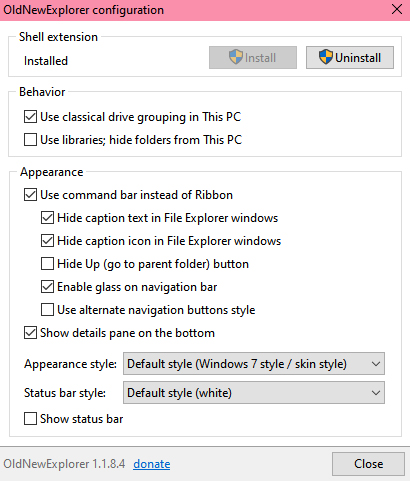 OldNewExplorer configuration
Shell extension
Installed
Install
Uninstall
Behavior
Use classical drive grouping in This PC
Use libraries; hide folders from This PC
Appearance
Use command bar instead of Ribbon
Hide caption text in File Explorer windows
Hide caption icon in File Explorer windows
Hide Up (go to parent folder) button
Enable glass on navigation bar
Use alternate navigation buttons style
Show details pane on the bottom
Appearance style: Default style (Windows 7 style / skin style)
Status bar style: Default style (white)
Show status bar
OldNewExplorer 1.1.8.4 donate Close